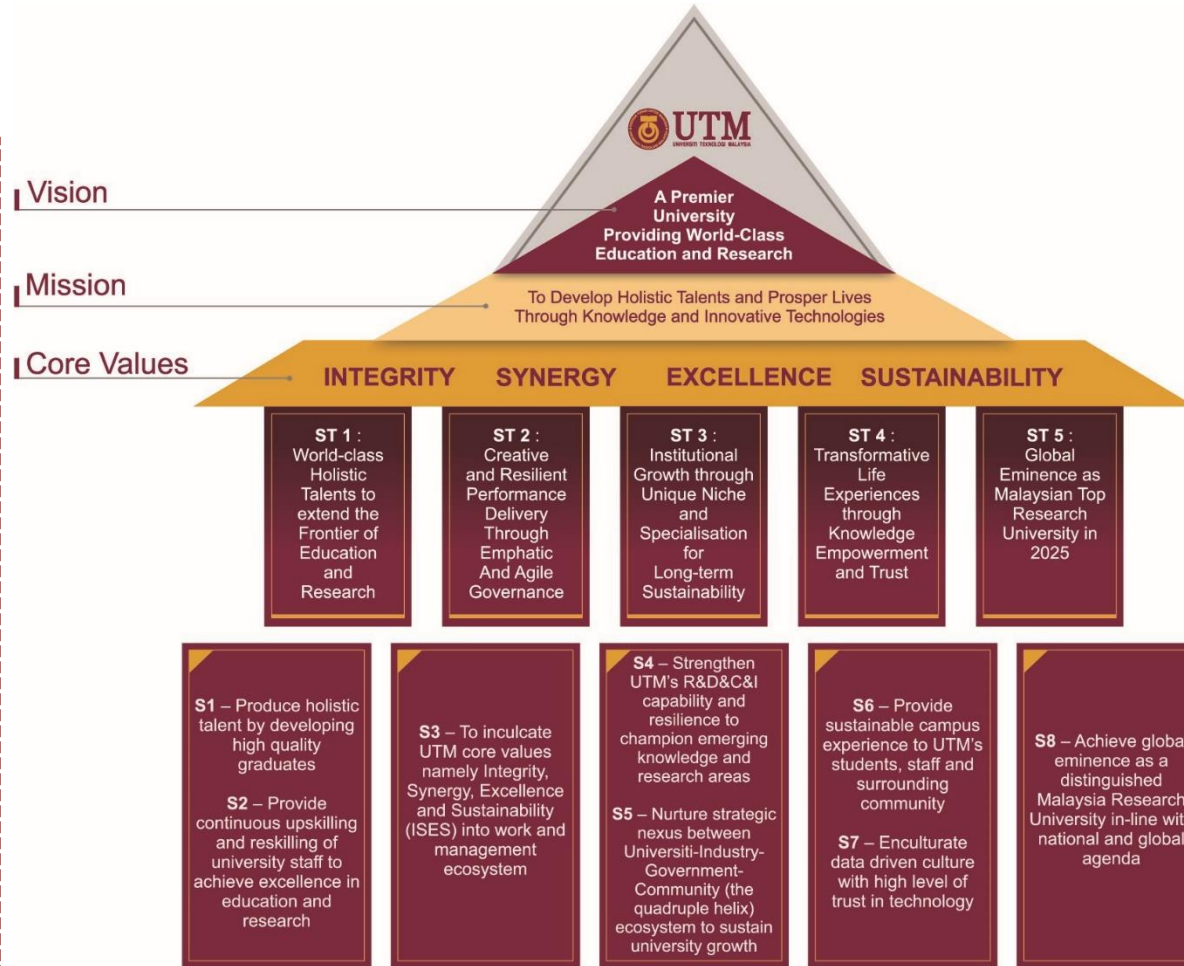 UTM
UNIVERSITI TEKNOLOGI MALAYSIA
Vision
A Premier
University
Providing World-Class
Education and Research
Mission
To Develop Holistic Talents and Prosper Lives
Through Knowledge and Innovative Technologies
Core Values
INTEGRITY SYNERGY EXCELLENCE SUSTAINABILITY
ST 1 :
World-class
Holistic
Talents to
extend the
Frontier of
Education
and
Research
ST 2 :
Creative
and Resilient
Performance
Delivery
Through
Emphatic
And Agile
Governance
ST 3 :
Institutional
Growth through
Unique Niche
and
Specialisation
for
Long-term
Sustainability
ST 4 :
Transformative
Life
Experiences
through
Knowledge
Empowerment
and Trust
ST 5 :
Global
Eminence as
Malaysian Top
Research
University in
2025
S1 – Produce holistic
talent by developing
high quality
graduates
S2 – Provide
continuous upskilling
and reskilling of
university staff to
achieve excellence in
education and
research
S3 – To inculcate
UTM core values
namely Integrity,
Synergy, Excellence
and Sustainability
(ISES) into work and
management
ecosystem
S4 – Strengthen
UTM's R&D&C&I
capability and
resilience to
champion emerging
knowledge and
research areas
S5 – Nurture strategic
nexus between
Universiti-Industry-
Government-
Community (the
quadruple helix)
ecosystem to sustain
university growth
S6 – Provide
sustainable campus
experience to UTM's
students, staff and
surrounding
community
S7 – Enculturate
data driven culture
with high level of
trust in technology
S8 – Achieve globa
eminence as a
distinguished
Malaysia Research
University in-line wit
national and global
agenda